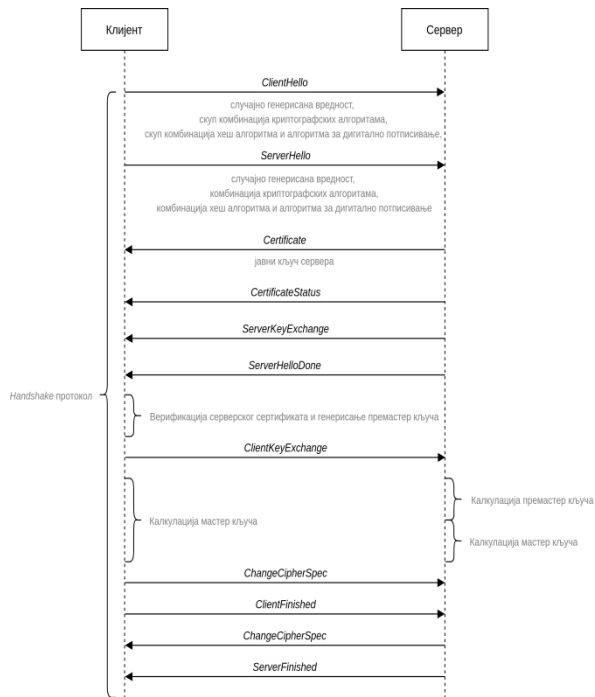 Клијент
Сервер
ClientHello
случајно генерисана вредност,
скуп комбинација криптографских алгоритама,
скуп комбинација хеш алгоритма и алгоритма за дигитално потписивање,
ServerHello
случајно генерисана вредност,
комбинација криптографских алгоритама,
комбинација хеш алгоритма и алгоритма за дигитално потписивање
Certificate
јавни кључ сервера
CertificateStatus
ServerKeyExchange
ServerHelloDone
Handshake протокол
Верификација серверског сертификата и генерисање премастер кључа
ClientKeyExchange
Калкулација премастер кључа
Калкулација мастер кључа
Калкулација мастер кључа
ChangeCipherSpec
ClientFinished
ChangeCipherSpec
ServerFinished